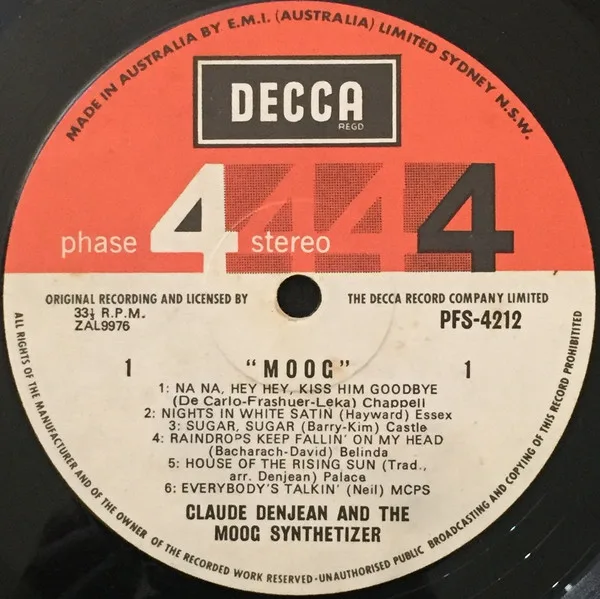 MADE IN AUSTRALIA BY E.M.I. (AUSTRALIA) LIMITED SYDNEY N.S.W.
DECCA
REGD
phase 4 stereo 4 4 4
ORIGINAL RECORDING AND LICENSED BY THE DECCA RECORD COMPANY LIMITED
33⅓ R.P.M. PFS-4212
ZAL9976
1 "MOOG" 1
1: NA NA, HEY HEY, KISS HIM GOODBYE
(De Carlo-Frashuer-Leka) Chappell
2: NIGHTS IN WHITE SATIN (Hayward) Essex
3: SUGAR, SUGAR (Barry-Kim) Castle
4: RAINDROPS KEEP FALLIN' ON MY HEAD
(Bacharach-David) Belinda
5: HOUSE OF THE RISING SUN (Trad.,
arr. Denjean) Palace
6: EVERYBODY'S TALKIN' (Neil) MCPS
CLAUDE DENJEAN AND THE
MOOG SYNTHETIZER
ALL RIGHTS OF THE MANUFACTURER AND OF THE OWNER OF THE RECORDED WORK RESERVED-UNAUTHORISED PUBLIC BROADCASTING AND COPYING OF THIS RECORD PROHIBITITED